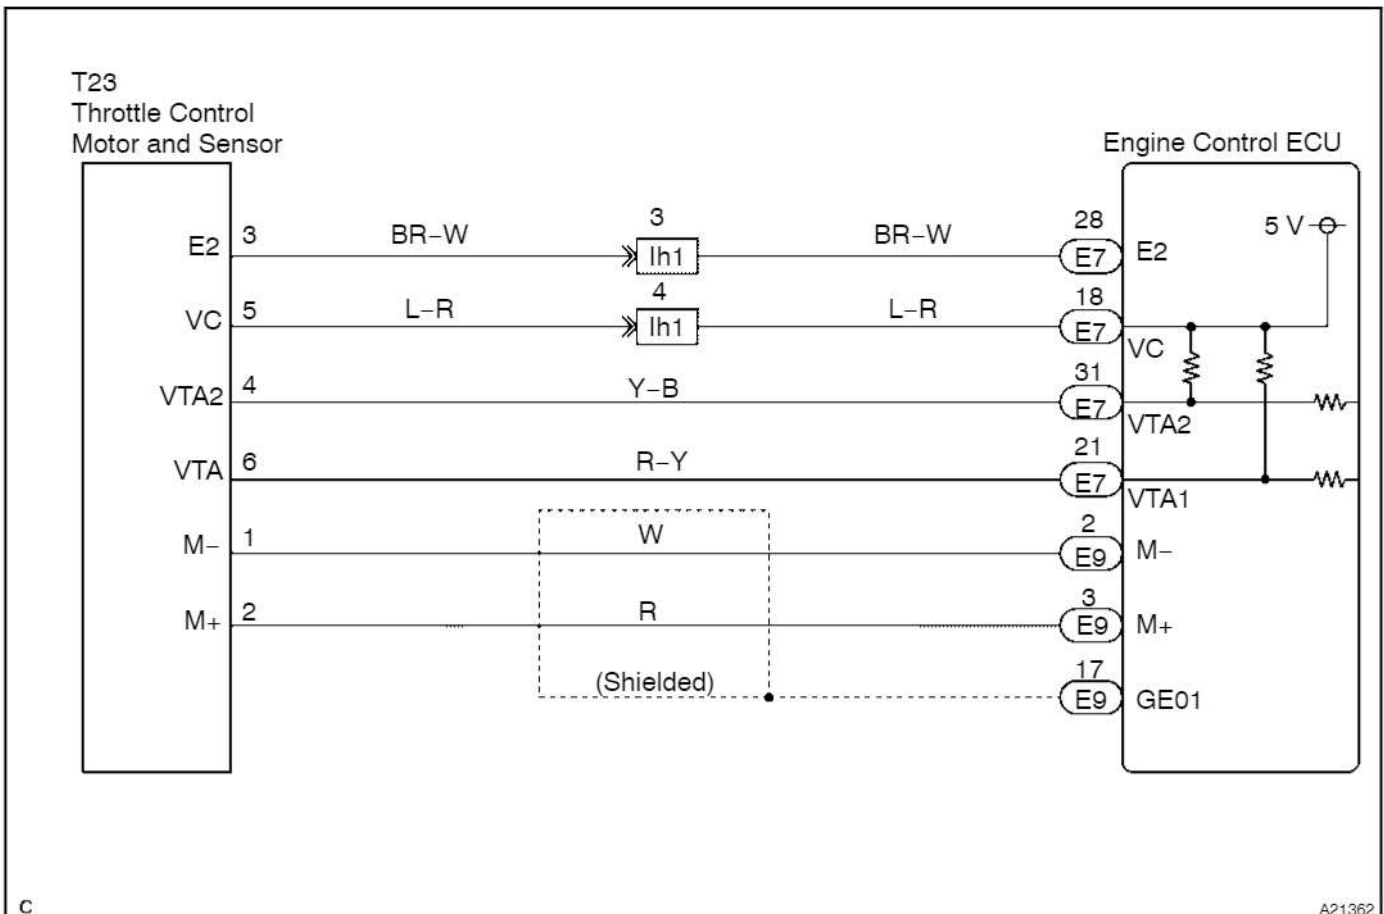 T23
Throttle Control
Motor and Sensor
Engine Control ECU
E2 3 BR-W 3 Ih1 BR-W 28 E7 E2
5 V
VC 5 L-R 4 Ih1 L-R 18 E7 VC
VTA2 4 Y-B 31 E7 VTA2
VTA 6 R-Y 21 E7 VTA1
M- 1 W 2 E9 M-
M+ 2 R 3 E9 M+
(Shielded) 17 E9 GE01
C
A21362